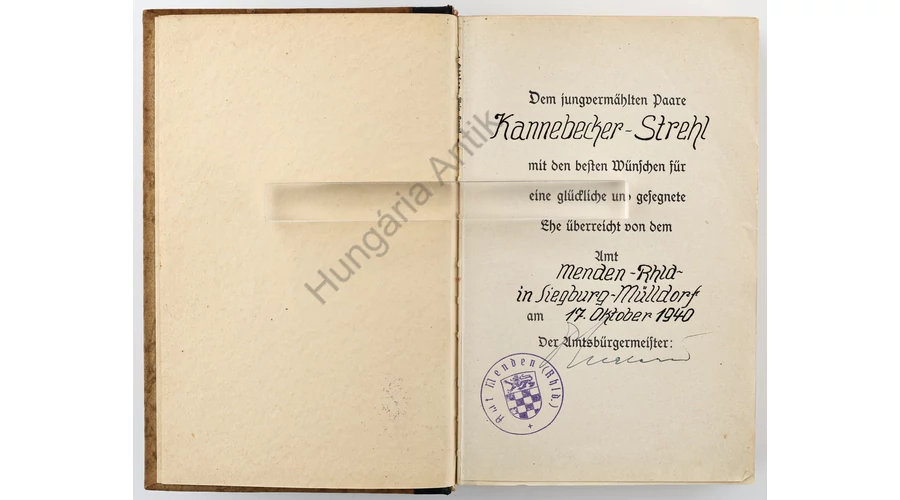 Dem jungvermählten Paare
Kannebecker-Strehl
mit den besten Wünschen für
eine glückliche und gesegnete
Ehe überreicht von dem
Amt
Menden-Rhld-
in Siegburg-Mülldorf
am 17. Oktober 1940
Der Amtsbürgermeister:
Amt Menden (Rhld.)
Hungária Antik